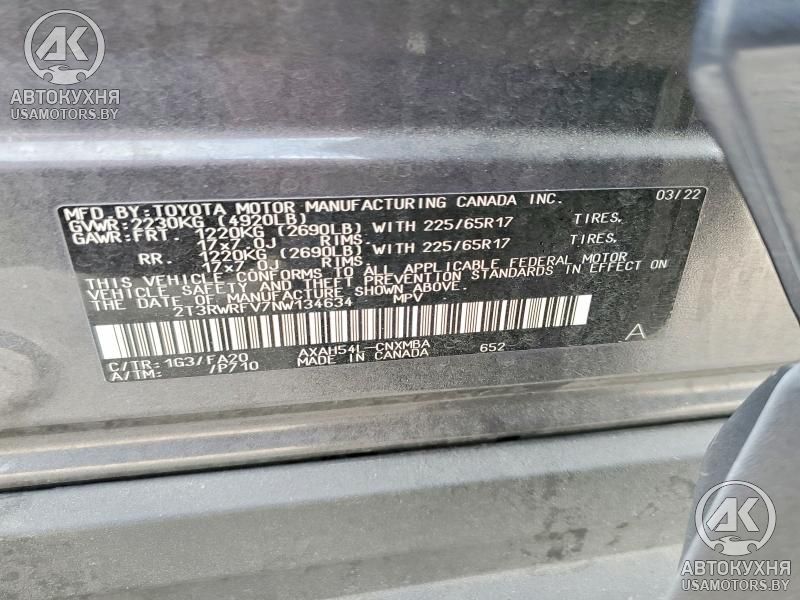 AK
АВТОКУХНЯ
USAMOTORS.BY
MFD. BY: TOYOTA MOTOR MANUFACTURING CANADA INC. 03/22
GVWR: 2230KG (4920LB)
GAWR: FRT. 1220KG (2690LB) WITH 225/65R17 TIRES.
17x7.0J RIMS.
RR. 1220KG (2690LB) WITH 225/65R17 TIRES.
17x7.0J RIMS
THIS VEHICLE CONFORMS TO ALL APPLICABLE FEDERAL MOTOR
VEHICLE SAFETY AND THEFT PREVENTION STANDARDS IN EFFECT ON
THE DATE OF MANUFACTURE SHOWN ABOVE.
2T3RWRFV7NW134634 MPV
A
C/TR: 1G3/FA20 AXAH54L-CNXMBA 652
A/TM: /P710 MADE IN CANADA
AK
АВТОКУХНЯ
USAMOTORS.BY